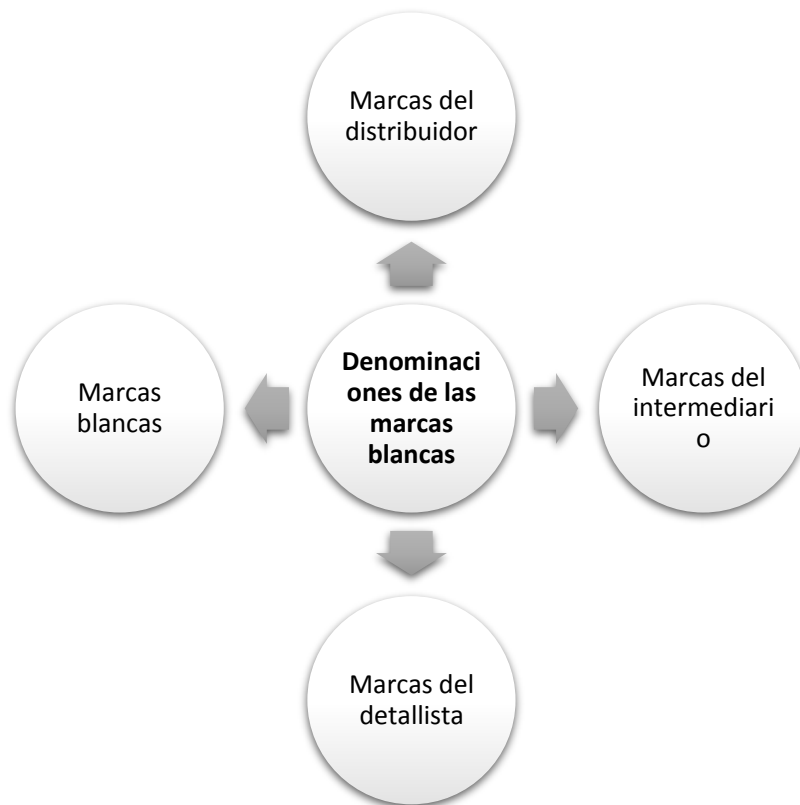 Marcas del
distribuidor
Marcas
blancas
Denominaci
ones de las
marcas
blancas
Marcas del
intermediari
o
Marcas del
detallista